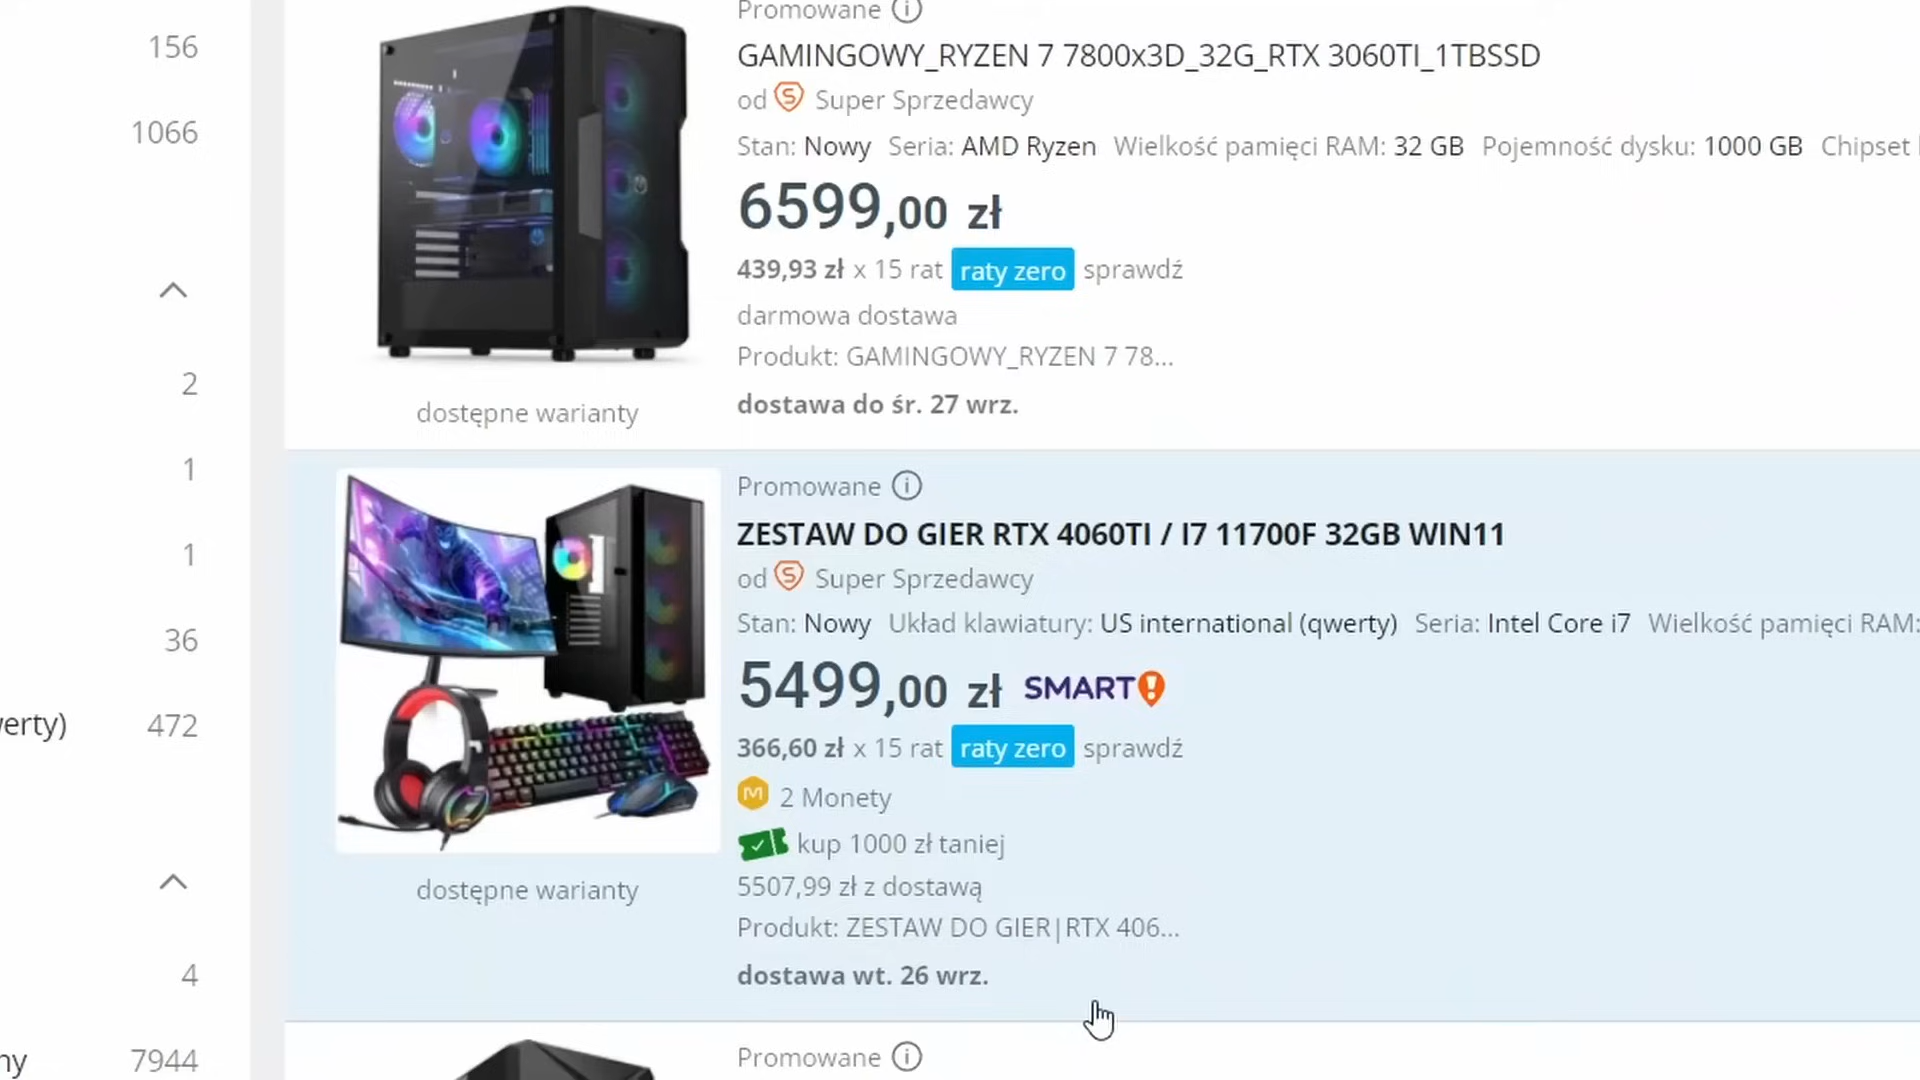 156
1066
2
1
1
36
werty)
472
4
ny
7944
Promowane
GAMINGOWY_RYZEN 7 7800x3D_32G_RTX 3060TI_1TBSSD
od Super Sprzedawcy
Stan: Nowy Seria: AMD Ryzen Wielkość pamięci RAM: 32 GB Pojemność dysku: 1000 GB Chipset
6599,00 zł
439,93 zł x 15 rat raty zero sprawdź
darmowa dostawa
Produkt: GAMINGOWY_RYZEN 7 78...
dostawa do śr. 27 wrz.
dostępne warianty
Promowane
ZESTAW DO GIER RTX 4060TI / I7 11700F 32GB WIN11
od Super Sprzedawcy
Stan: Nowy Układ klawiatury: US international (qwerty) Seria: Intel Core i7 Wielkość pamięci RAM:
5499,00 zł SMART!
366,60 zł x 15 rat raty zero sprawdź
M 2 Monety
kup 1000 zł taniej
5507,99 zł z dostawą
Produkt: ZESTAW DO GIER|RTX 406...
dostawa wt. 26 wrz.
dostępne warianty
Promowane